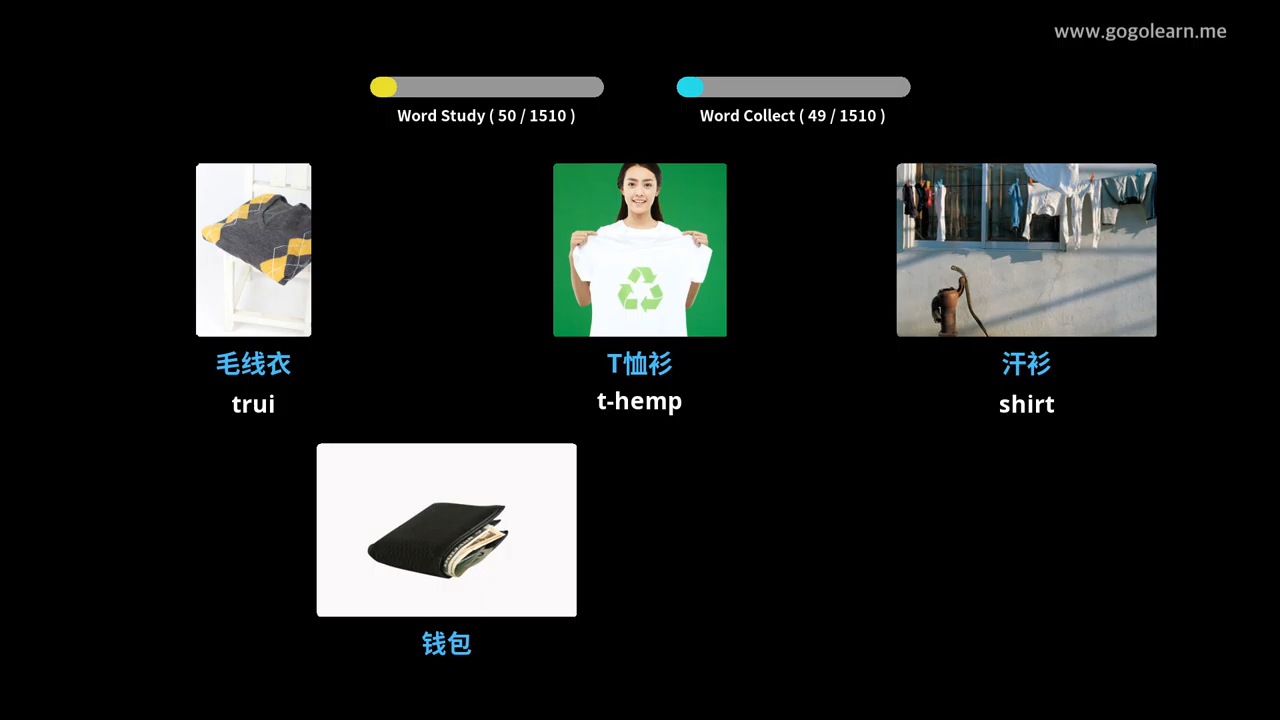 www.gogolearn.me
Word Study ( 50 / 1510 )
Word Collect ( 49 / 1510 )
毛线衣
trui
T恤衫
t-hemp
汗衫
shirt
钱包